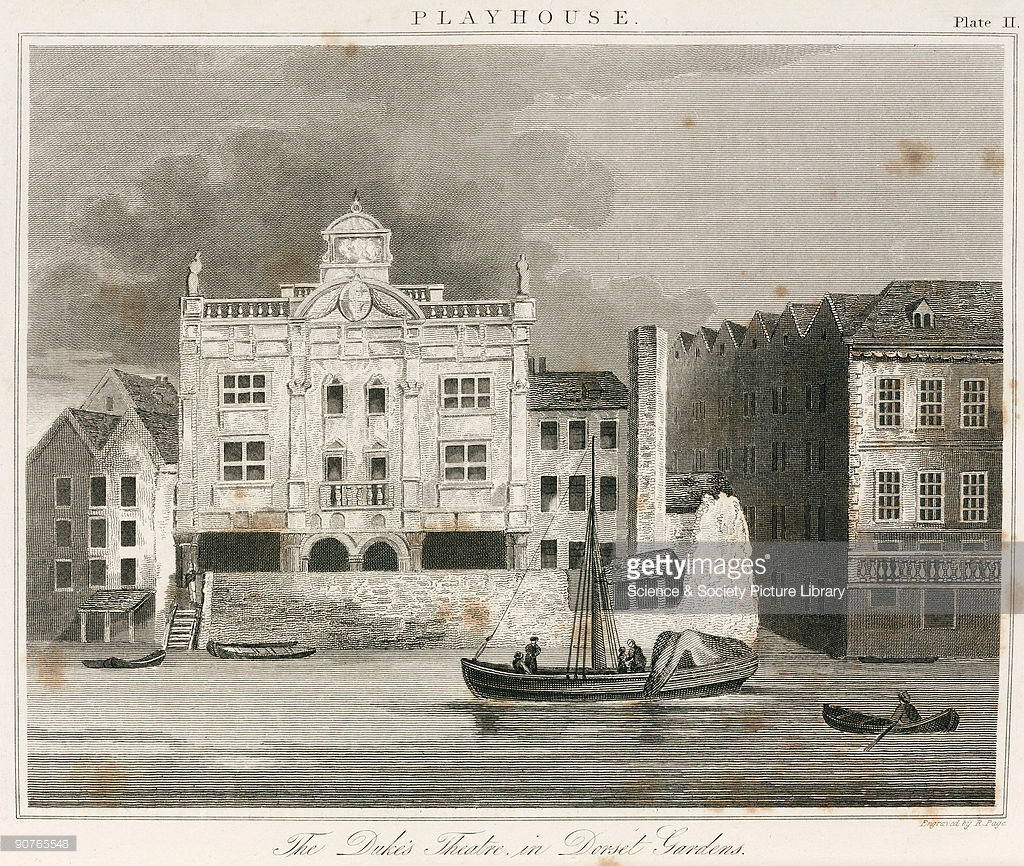 PLAYHOUSE.
Plate II.
gettyimages®
Science & Society Picture Library
Engraved by R. Page
90765548
The Duke's Theatre, in Dorset Gardens.